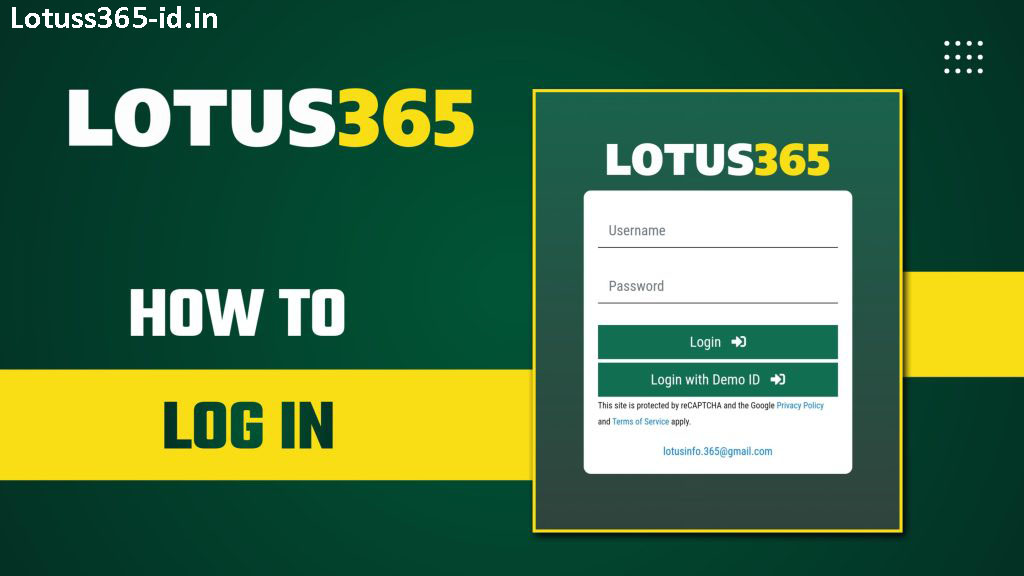 Lotuss365-id.in
LOTUS365
HOW TO
LOG IN
LOTUS365
Username
Password
Login
Login with Demo ID
This site is protected by reCAPTCHA and the Google Privacy Policy
and Terms of Service apply.
lotusinfo.365@gmail.com